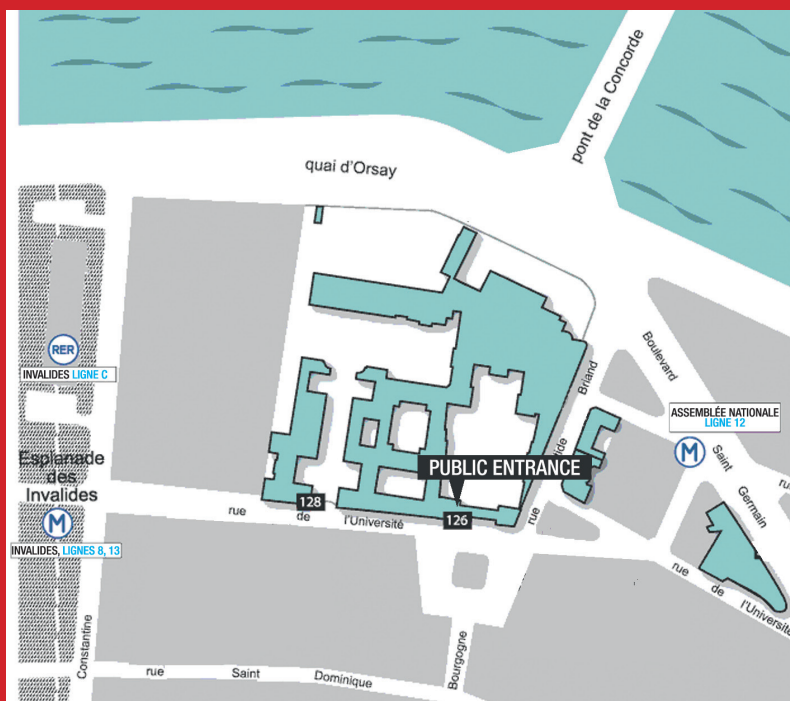 pont de la Concorde
quai d'Orsay
RER
INVALIDES LIGNE C
Boulevard
Saint
Germain
Briand
ASSEMBLÉE NATIONALE
LIGNE 12
M
Esplanade
des
Invalides
PUBLIC ENTRANCE
128
126
rue
de
l'Université
rue
M
INVALIDES, LIGNES 8, 13
rue
de
l'Université
Constantine
rue
Saint
Dominique
Bourgogne